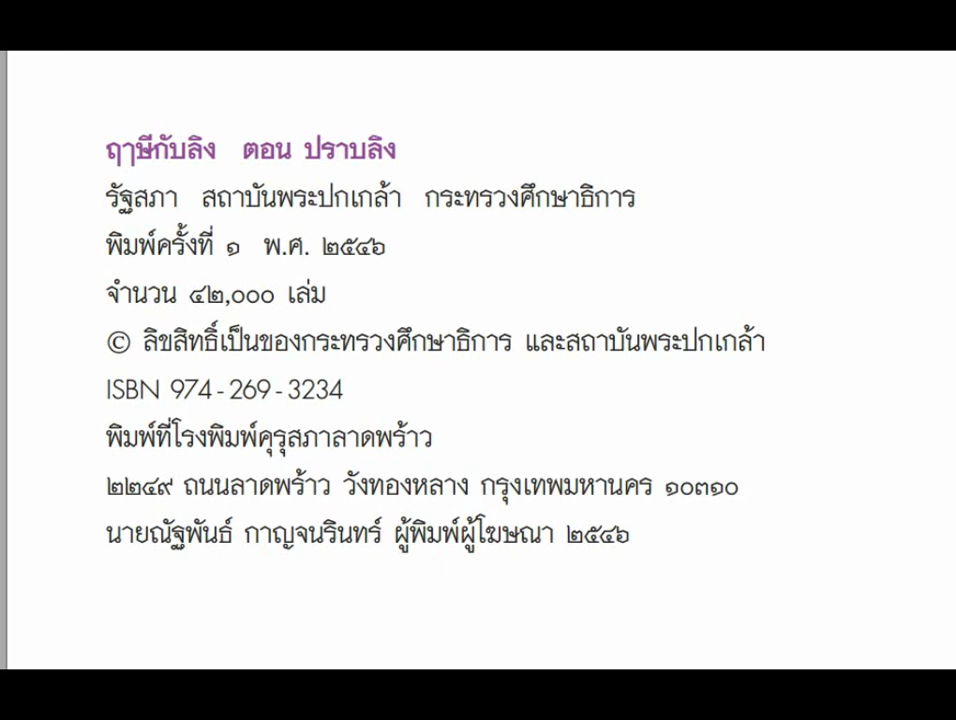 ฤๅษีกับลิง ตอน ปราบลิง
รัฐสภา สถาบันพระปกเกล้า กระทรวงศึกษาธิการ
พิมพ์ครั้งที่ ๑ พ.ศ. ๒๕๔๖
จำนวน ๔๒,๐๐๐ เล่ม
© ลิขสิทธิ์เป็นของกระทรวงศึกษาธิการ และสถาบันพระปกเกล้า
ISBN 974 - 269 - 3234
พิมพ์ที่โรงพิมพ์คุรุสภาลาดพร้าว
๒๒๔๙ ถนนลาดพร้าว วังทองหลาง กรุงเทพมหานคร ๑๐๓๑๐
นายณัฐพันธ์ กาญจนรินทร์ ผู้พิมพ์ผู้โฆษณา ๒๕๔๖